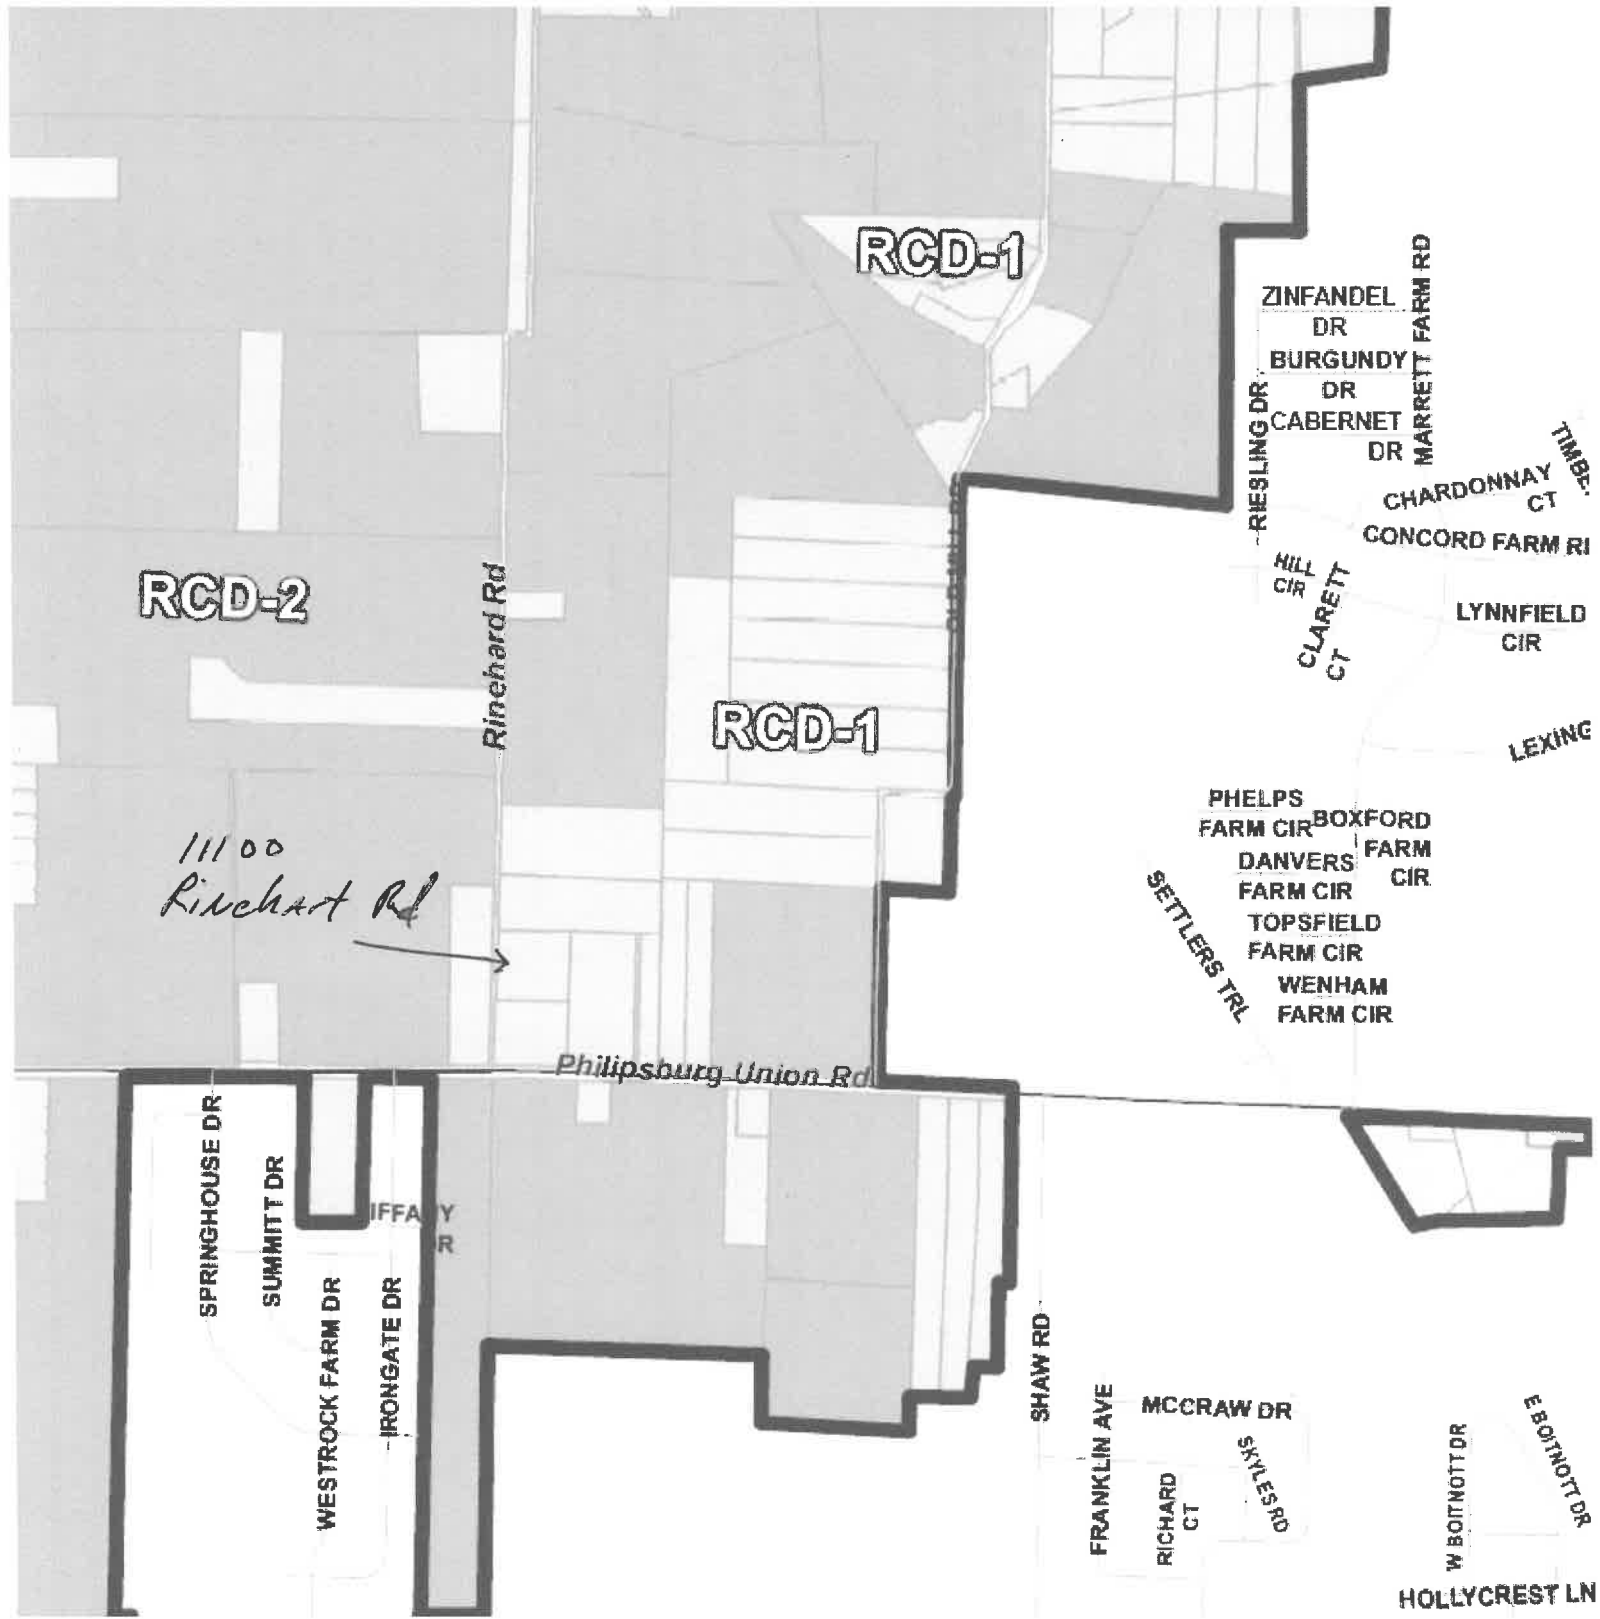 RCD-1
ZINFANDEL
DR
BURGUNDY
DR
CABERNET
DR
MARRETT FARM RD
RIESLING DR
CHARDONNAY
CT
CONCORD FARM
HILL
CIR
CLARETT
CT
LYNNFIELD
CIR
RCD-2
Rinehard Rd
RCD-1
PHELPS
FARM CIR
BOXFORD
FARM
CIR
DANVERS
FARM CIR
TOPSFIELD
FARM CIR
WENHAM
FARM CIR
SETTLERS TRL
11100
Rinehart Rd
Philipsburg Union Rd
SPRINGHOUSE DR
SUMMITT DR
WESTROCK FARM DR
IRONGATE DR
SHAW RD
FRANKLIN AVE
MCCRAW DR
RICHARD
CT
SKYLES RD
W BOITNOTT DR
E BOITNOTT DR
HOLLYCREST LN